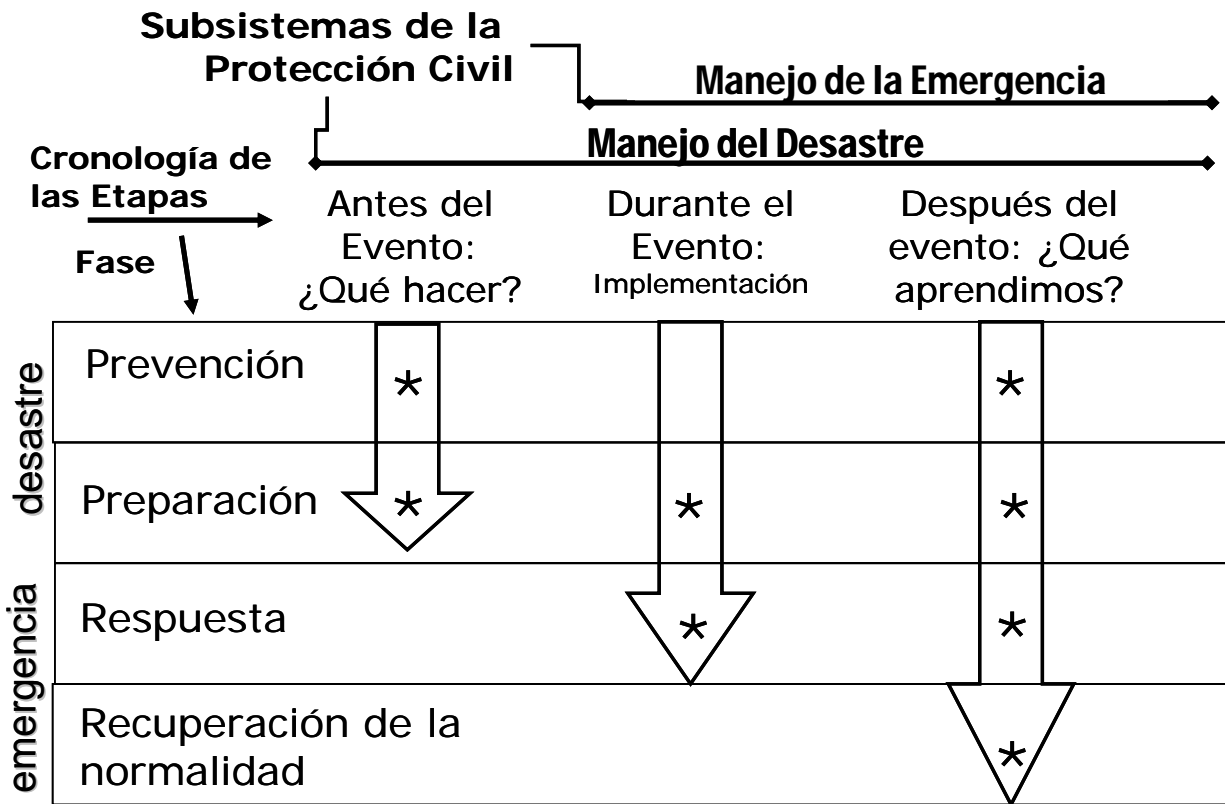 Subsistemas de la
Protección Civil
Manejo de la Emergencia
Manejo del Desastre
Cronología de
las Etapas
Fase
Antes del
Evento:
¿Qué hacer?
Durante el
Evento:
Implementación
Después del
evento: ¿Qué
aprendimos?
desastre
Prevención
*
*
Preparación
*
*
*
emergencia
Respuesta
*
*
Recuperación de la
normalidad
*